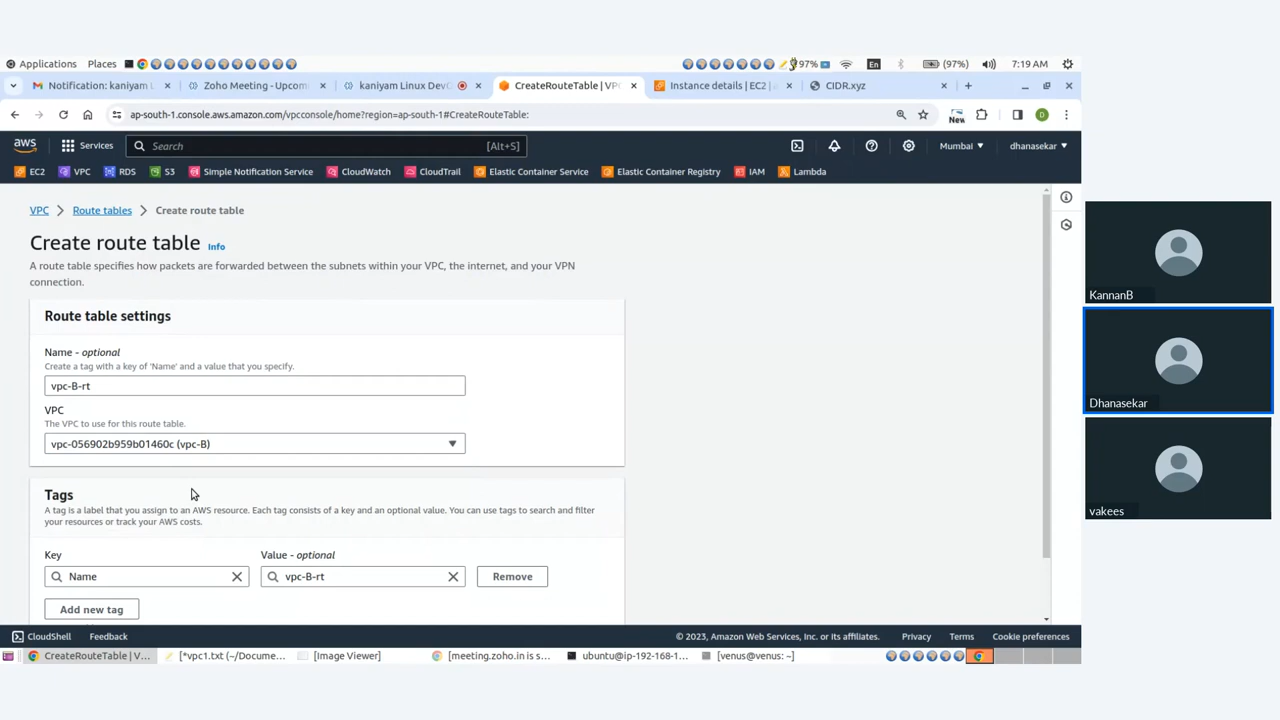 Applications Places 97% En (97%) 7:19 AM
Notification: kaniyam L × Zoho Meeting - Upcom × kaniyam Linux DevO × CreateRouteTable | VPC × Instance details | EC2 | × CIDR.xyz ×
ap-south-1.console.aws.amazon.com/vpcconsole/home?region=ap-south-1#CreateRouteTable: New D
aws Services Search [Alt+S] Mumbai dhanasekar
EC2 VPC RDS S3 Simple Notification Service CloudWatch CloudTrail Elastic Container Service Elastic Container Registry IAM Lambda
VPC Route tables Create route table
Create route table Info
A route table specifies how packets are forwarded between the subnets within your VPC, the internet, and your VPN
connection.
Route table settings
Name - optional
Create a tag with a key of 'Name' and a value that you specify.
vpc-B-rt
VPC
The VPC to use for this route table.
vpc-056902b959b01460c (vpc-B)
Tags
A tag is a label that you assign to an AWS resource. Each tag consists of a key and an optional value. You can use tags to search and filter
your resources or track your AWS costs.
Key Value - optional
Name vpc-B-rt Remove
Add new tag
CloudShell Feedback © 2023, Amazon Web Services, Inc. or its affiliates. Privacy Terms Cookie preferences
CreateRouteTable | V... [*vpc1.txt (~/Docume... [Image Viewer] [meeting.zoho.in is s... ubuntu@ip-192-168-1... [venus@venus: ~]
KannanB
Dhanasekar
vakees